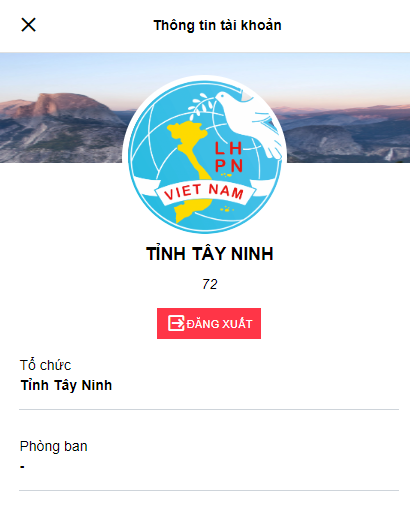 Thông tin tài khoản
LH
PN
VIET NAM
TỈNH TÂY NINH
72
ĐĂNG XUẤT
Tổ chức
Tỉnh Tây Ninh
Phòng ban
-